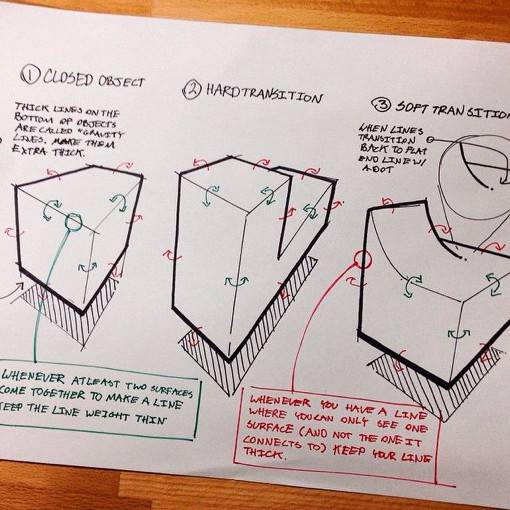 ① CLOSED OBJECT
THICK LINES ON THE
BOTTOM OF OBJECTS
ARE CALLED "GRAVITY
LINES. MAKE THEM
EXTRA THICK.
② HARD TRANSITION
③ SOFT TRANSITION
WHEN LINES
TRANSITION
BACK TO FLAT
END LINE W/
A DOT
WHENEVER ATLEAST TWO SURFACES
COME TOGETHER TO MAKE A LINE
KEEP THE LINE WEIGHT THIN
WHENEVER YOU HAVE A LINE
WHERE YOU CAN ONLY SEE ONE
SURFACE (AND NOT THE ONE IT
CONNECTS TO) KEEP YOUR LINE
THICK.